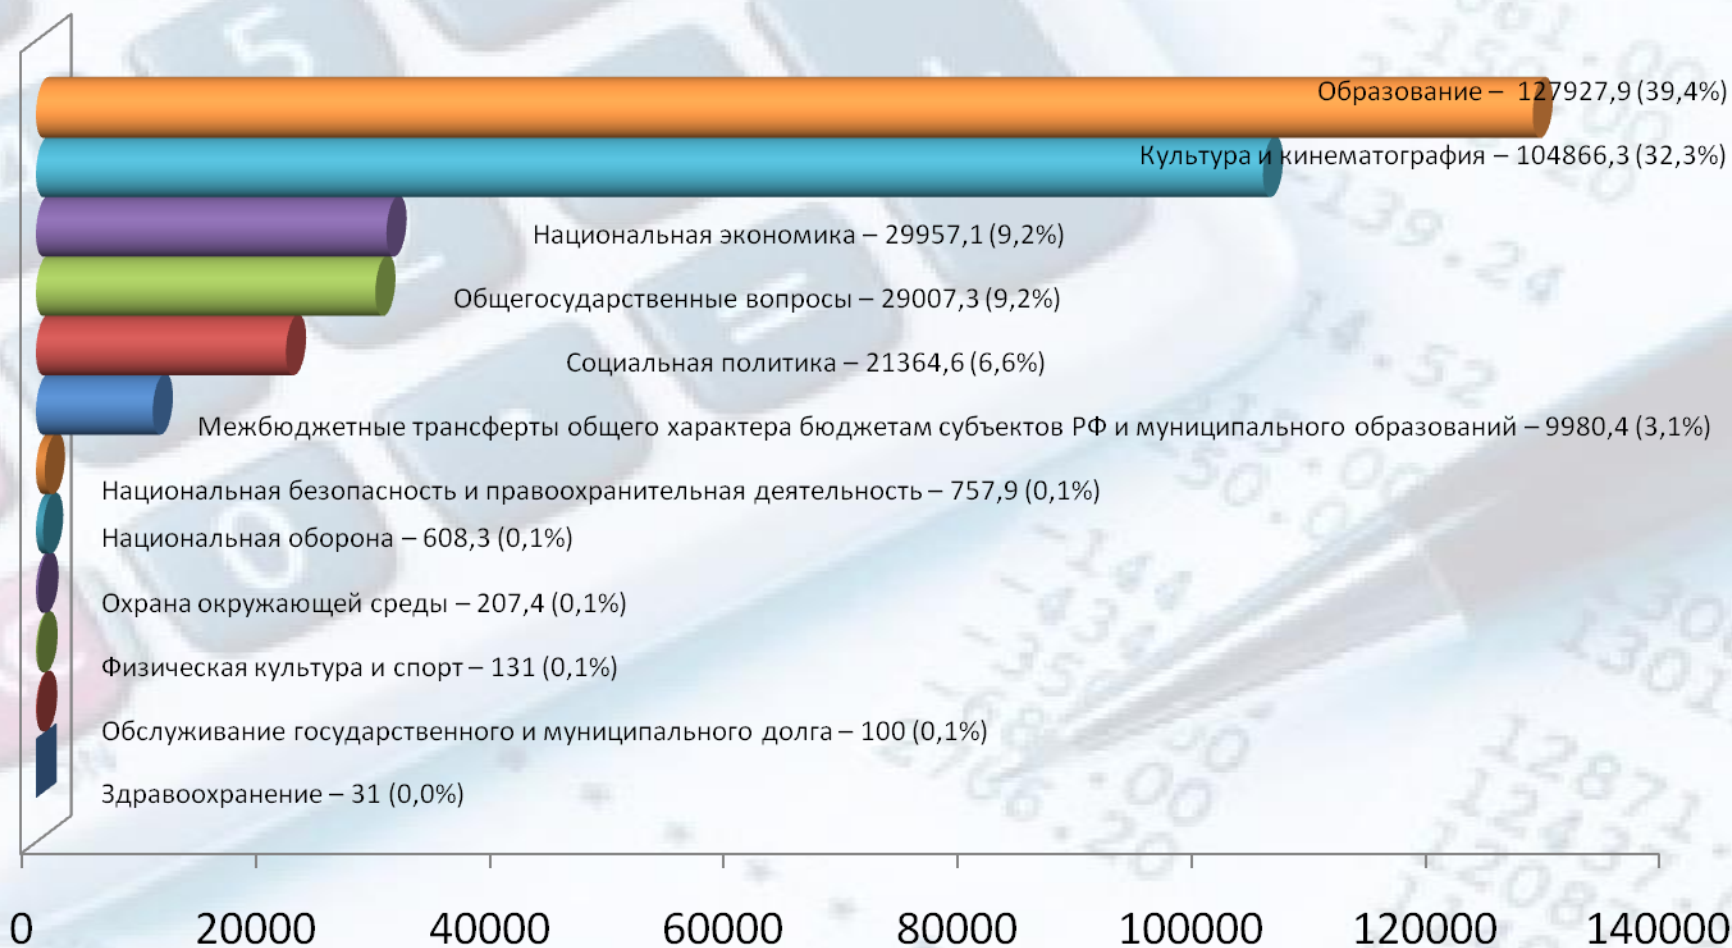 Образование – 127927,9 (39,4%)
Культура и кинематография – 104866,3 (32,3%)
Национальная экономика – 29957,1 (9,2%)
Общегосударственные вопросы – 29007,3 (9,2%)
Социальная политика – 21364,6 (6,6%)
Межбюджетные трансферты общего характера бюджетам субъектов РФ и муниципального образований – 9980,4 (3,1%)
Национальная безопасность и правоохранительная деятельность – 757,9 (0,1%)
Национальная оборона – 608,3 (0,1%)
Охрана окружающей среды – 207,4 (0,1%)
Физическая культура и спорт – 131 (0,1%)
Обслуживание государственного и муниципального долга – 100 (0,1%)
Здравоохранение – 31 (0,0%)
0 20000 40000 60000 80000 100000 120000 140000